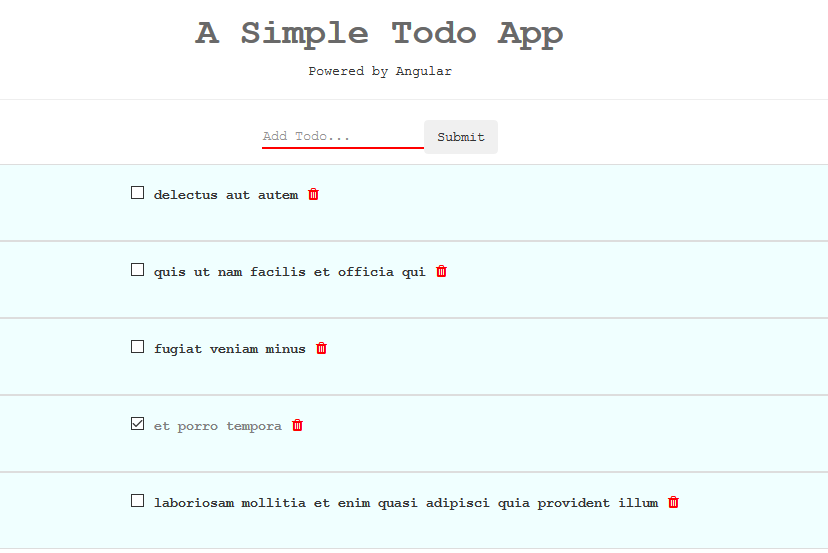 A Simple Todo App
Powered by Angular
Add Todo... Submit
delectus aut autem
quis ut nam facilis et officia qui
fugiat veniam minus
et porro tempora
laboriosam mollitia et enim quasi adipisci quia provident illum